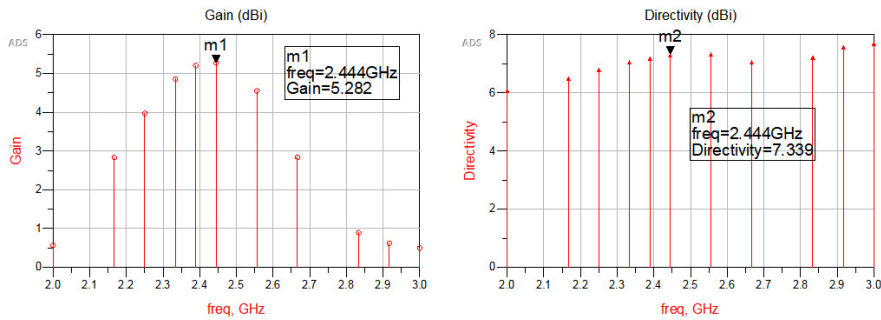 Gain (dBi)
ADS
m1
m1
freq=2.444GHz
Gain=5.282
6
5
4
3
2
1
0
Gain
2.0 2.1 2.2 2.3 2.4 2.5 2.6 2.7 2.8 2.9 3.0
freq, GHz
Directivity (dBi)
ADS
m2
m2
freq=2.444GHz
Directivity=7.339
8
6
4
2
0
Directivity
2.0 2.1 2.2 2.3 2.4 2.5 2.6 2.7 2.8 2.9 3.0
freq, GHz